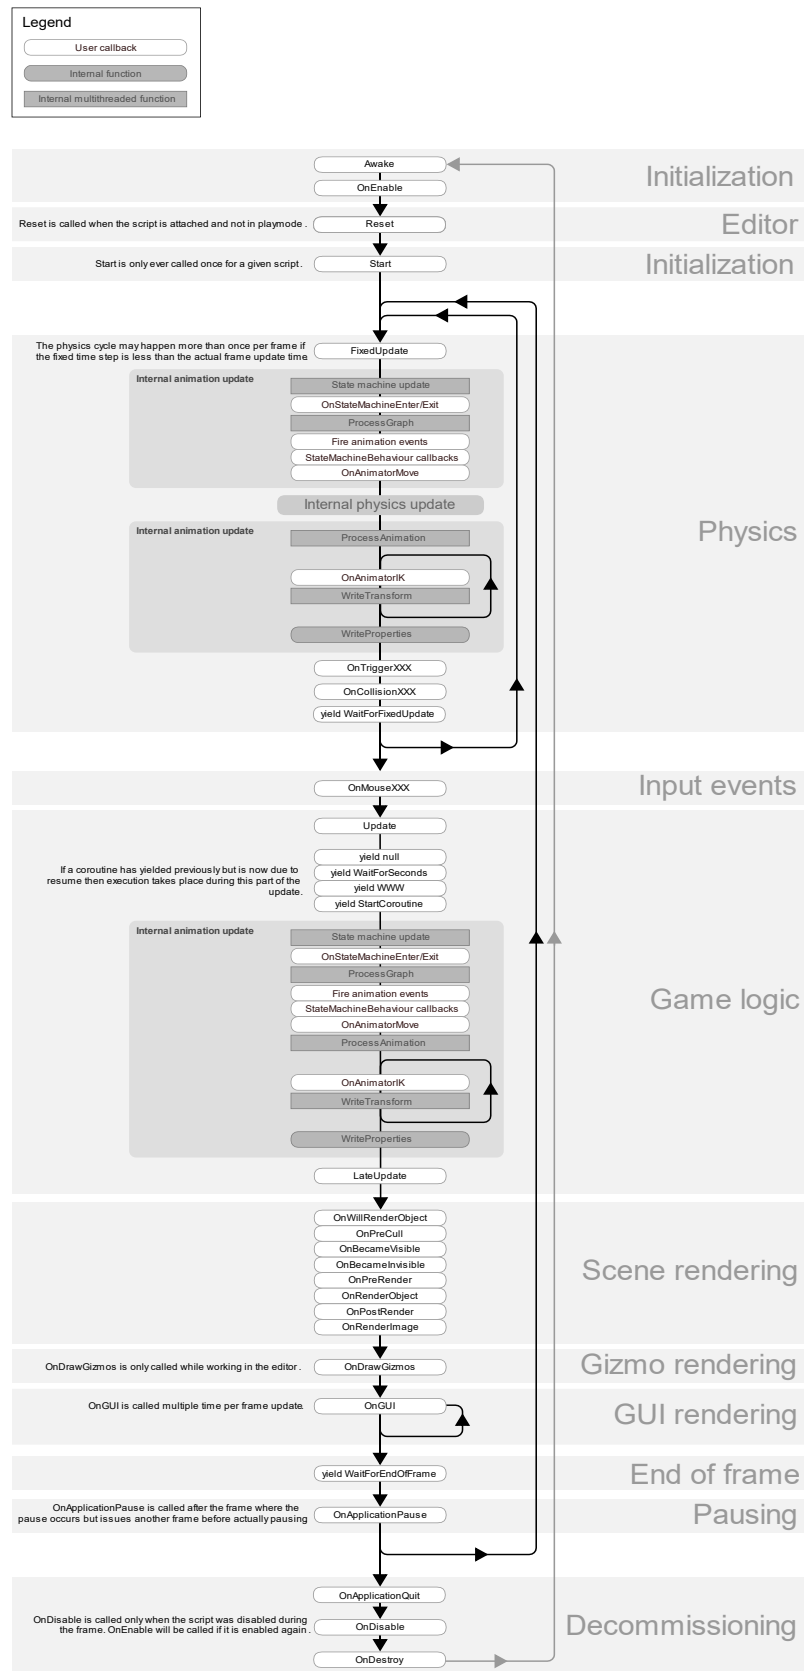 Legend
User callback
Internal function
Internal multithreaded function
Awake
OnEnable
Initialization
Reset is called when the script is attached and not in playmode .
Reset
Editor
Start is only ever called once for a given script .
Start
Initialization
The physics cycle may happen more than once per frame if
the fixed time step is less than the actual frame update time.
FixedUpdate
Internal animation update
State machine update
OnStateMachineEnter/Exit
ProcessGraph
Fire animation events
StateMachineBehaviour callbacks
OnAnimatorMove
Internal physics update
Physics
Internal animation update
ProcessAnimation
OnAnimatorIK
WriteTransform
WriteProperties
OnTriggerXXX
OnCollisionXXX
yield WaitForFixedUpdate
OnMouseXXX
Input events
Update
yield null
yield WaitForSeconds
yield WWW
yield StartCoroutine
If a coroutine has yielded previously but is now due to
resume then execution takes place during this part of the
update.
Internal animation update
State machine update
OnStateMachineEnter/Exit
ProcessGraph
Fire animation events
StateMachineBehaviour callbacks
OnAnimatorMove
ProcessAnimation
Game logic
OnAnimatorIK
WriteTransform
WriteProperties
LateUpdate
OnWillRenderObject
OnPreCull
OnBecameVisible
OnBecameInvisible
OnPreRender
OnRenderObject
OnPostRender
OnRenderImage
Scene rendering
OnDrawGizmos is only called while working in the editor .
OnDrawGizmos
Gizmo rendering
OnGUI is called multiple time per frame update.
OnGUI
GUI rendering
yield WaitForEndOfFrame
End of frame
OnApplicationPause is called after the frame where the
pause occurs but issues another frame before actually pausing
OnApplicationPause
Pausing
OnApplicationQuit
OnDisable is called only when the script was disabled during
the frame. OnEnable will be called if it is enabled again .
OnDisable
OnDestroy
Decommissioning